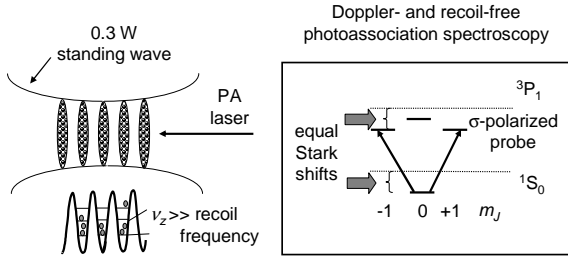 0.3 W
standing wave
PA
laser
ν_z >> recoil
frequency
Doppler- and recoil-free
photoassociation spectroscopy
³P₁
equal
Stark
shifts
σ-polarized
probe
¹S₀
-1 0 +1 m_J